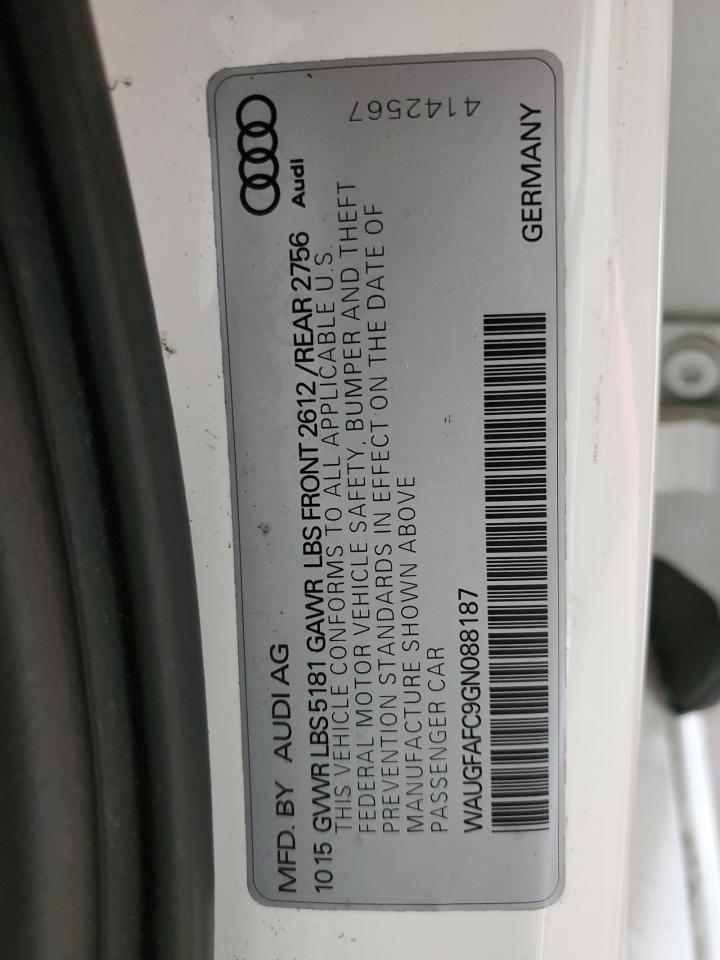 MFD. BY AUDI AG
10 15 GVWR LBS 5181 GAWR LBS FRONT 2612 /REAR 2756
THIS VEHICLE CONFORMS TO ALL APPLICABLE U.S.
FEDERAL MOTOR VEHICLE SAFETY, BUMPER AND THEFT
PREVENTION STANDARDS IN EFFECT ON THE DATE OF
MANUFACTURE SHOWN ABOVE
PASSENGER CAR
WAUGFAFC9GN088187
Audi
4142567
GERMANY